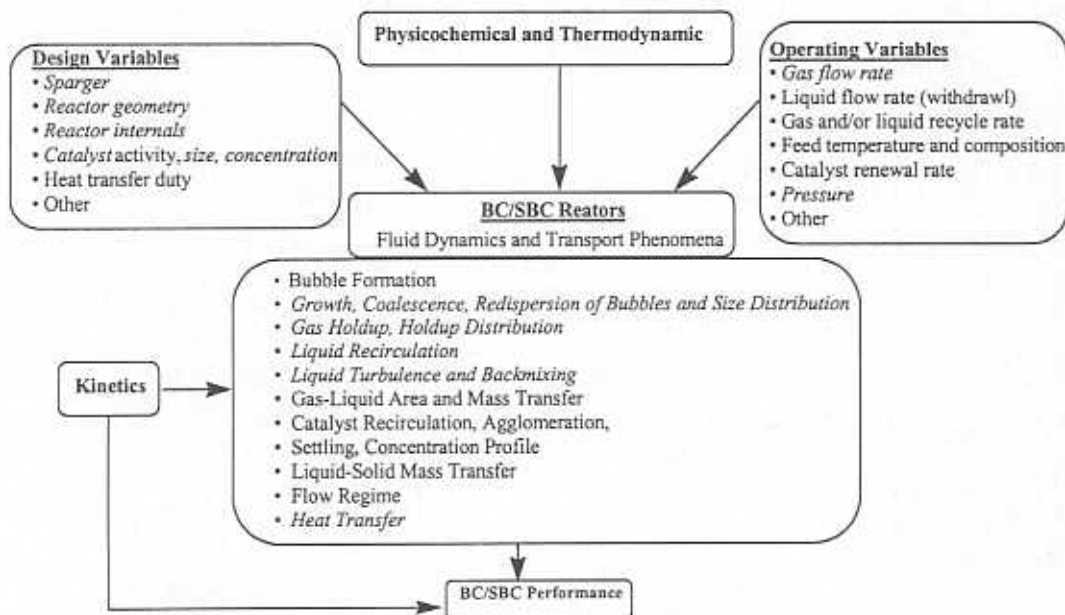 Physicochemical and Thermodynamic
Design Variables
• Sparger
• Reactor geometry
• Reactor internals
• Catalyst activity, size, concentration
• Heat transfer duty
• Other
Operating Variables
• Gas flow rate
• Liquid flow rate (withdrawl)
• Gas and/or liquid recycle rate
• Feed temperature and composition
• Catalyst renewal rate
• Pressure
• Other
BC/SBC Reators
Fluid Dynamics and Transport Phenomena
• Bubble Formation
• Growth, Coalescence, Redispersion of Bubbles and Size Distribution
• Gas Holdup, Holdup Distribution
• Liquid Recirculation
• Liquid Turbulence and Backmixing
• Gas-Liquid Area and Mass Transfer
• Catalyst Recirculation, Agglomeration,
• Settling, Concentration Profile
• Liquid-Solid Mass Transfer
• Flow Regime
• Heat Transfer
Kinetics
BC/SBC Performance